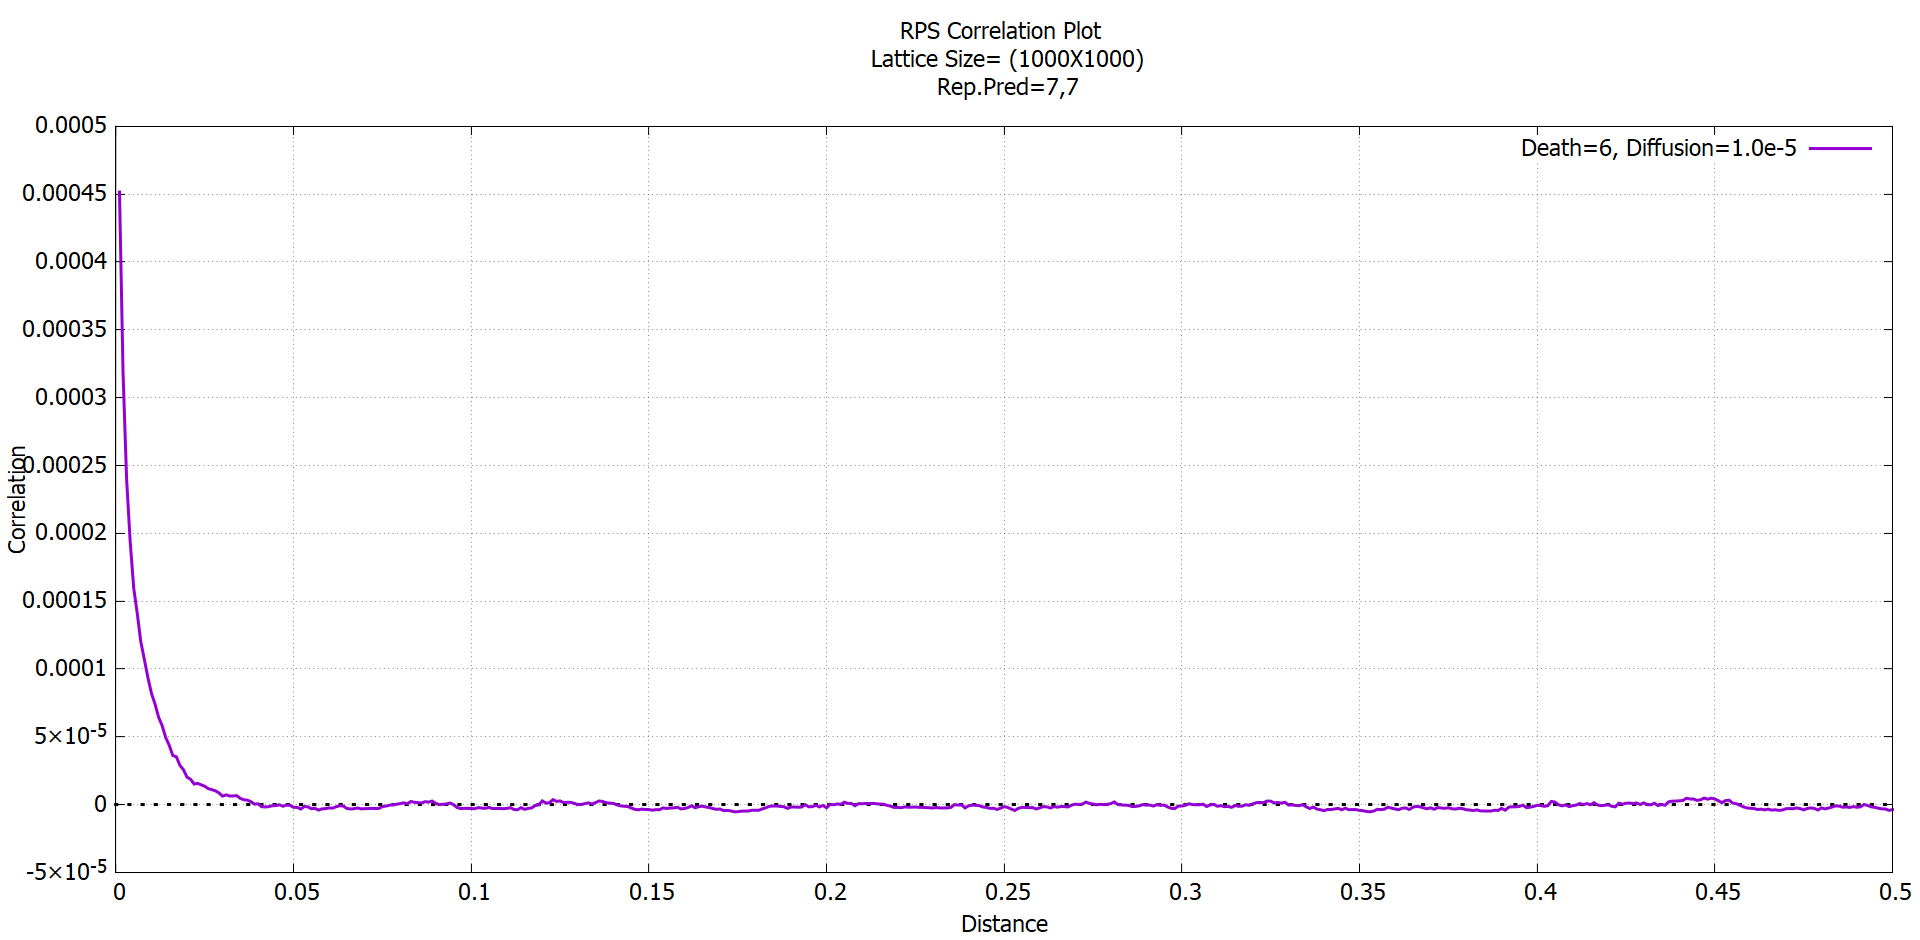 RPS Correlation Plot
Lattice Size= (1000X1000)
Rep.Pred=7,7
Death=6, Diffusion=1.0e-5
0.0005
0.00045
0.0004
0.00035
0.0003
0.00025
0.0002
0.00015
0.0001
5×10⁻⁵
0
-5×10⁻⁵
Correlation
0 0.05 0.1 0.15 0.2 0.25 0.3 0.35 0.4 0.45 0.5
Distance